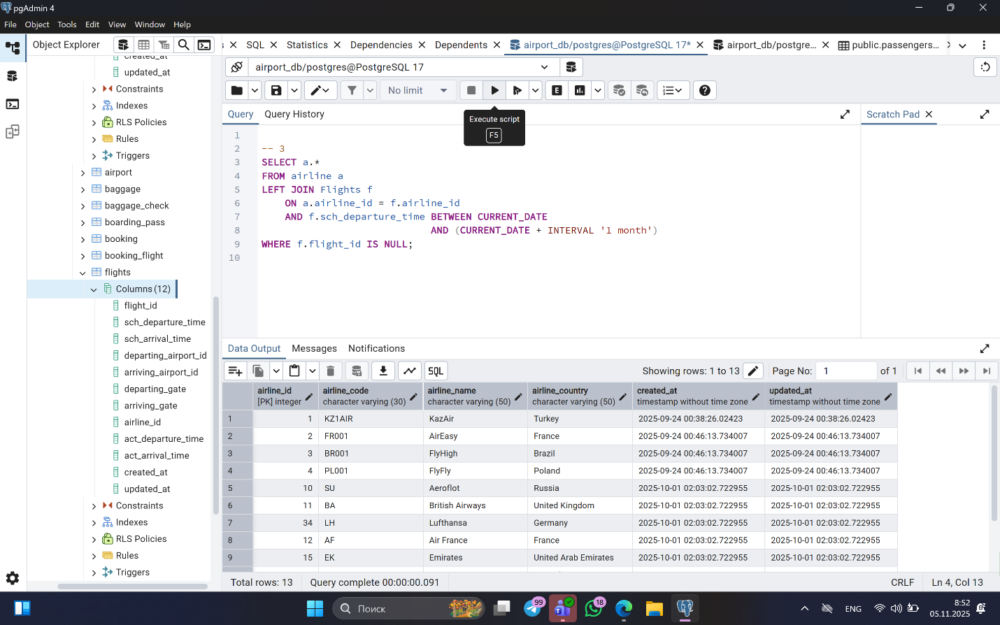 pgAdmin 4
File Object Tools Edit View Window Help
Object Explorer
SQL
Statistics
Dependencies
Dependents
airport_db/postgres@PostgreSQL 17*
airport_db/postgre...
public.passengers...
airport_db/postgres@PostgreSQL 17
No limit
Query
Query History
Scratch Pad
Execute script
F5
created_at
updated_at
Constraints
Indexes
RLS Policies
Rules
Triggers
airport
baggage
baggage_check
boarding_pass
booking
booking_flight
flights
Columns (12)
flight_id
sch_departure_time
sch_arrival_time
departing_airport_id
arriving_airport_id
departing_gate
arriving_gate
airline_id
act_departure_time
act_arrival_time
created_at
updated_at
Constraints
Indexes
RLS Policies
Rules
Triggers
1
2 -- 3
3 SELECT a.*
4 FROM airline a
5 LEFT JOIN Flights f
6 ON a.airline_id = f.airline_id
7 AND f.sch_departure_time BETWEEN CURRENT_DATE
8 AND (CURRENT_DATE + INTERVAL '1 month')
9 WHERE f.flight_id IS NULL;
10
Data Output Messages Notifications
SQL
Showing rows: 1 to 13
Page No: 1 of 1
airline_id airline_code airline_name airline_country created_at updated_at
[PK] integer character varying (30) character varying (50) character varying (50) timestamp without time zone timestamp without time zone
1 1 KZ1AIR KazAir Turkey 2025-09-24 00:38:26.02423 2025-09-24 00:38:26.02423
2 2 FR001 AirEasy France 2025-09-24 00:46:13.734007 2025-09-24 00:46:13.734007
3 3 BR001 FlyHigh Brazil 2025-09-24 00:46:13.734007 2025-09-24 00:46:13.734007
4 4 PL001 FlyFly Poland 2025-09-24 00:46:13.734007 2025-09-24 00:46:13.734007
5 10 SU Aeroflot Russia 2025-10-01 02:03:02.722955 2025-10-01 02:03:02.722955
6 11 BA British Airways United Kingdom 2025-10-01 02:03:02.722955 2025-10-01 02:03:02.722955
7 34 LH Lufthansa Germany 2025-10-01 02:03:02.722955 2025-10-01 02:03:02.722955
8 12 AF Air France France 2025-10-01 02:03:02.722955 2025-10-01 02:03:02.722955
9 15 EK Emirates United Arab Emirates 2025-10-01 02:03:02.722955 2025-10-01 02:03:02.722955
Total rows: 13 Query complete 00:00:00.091 CRLF Ln 4, Col 13
Поиск
99
18
ENG
8:52
05.11.2025